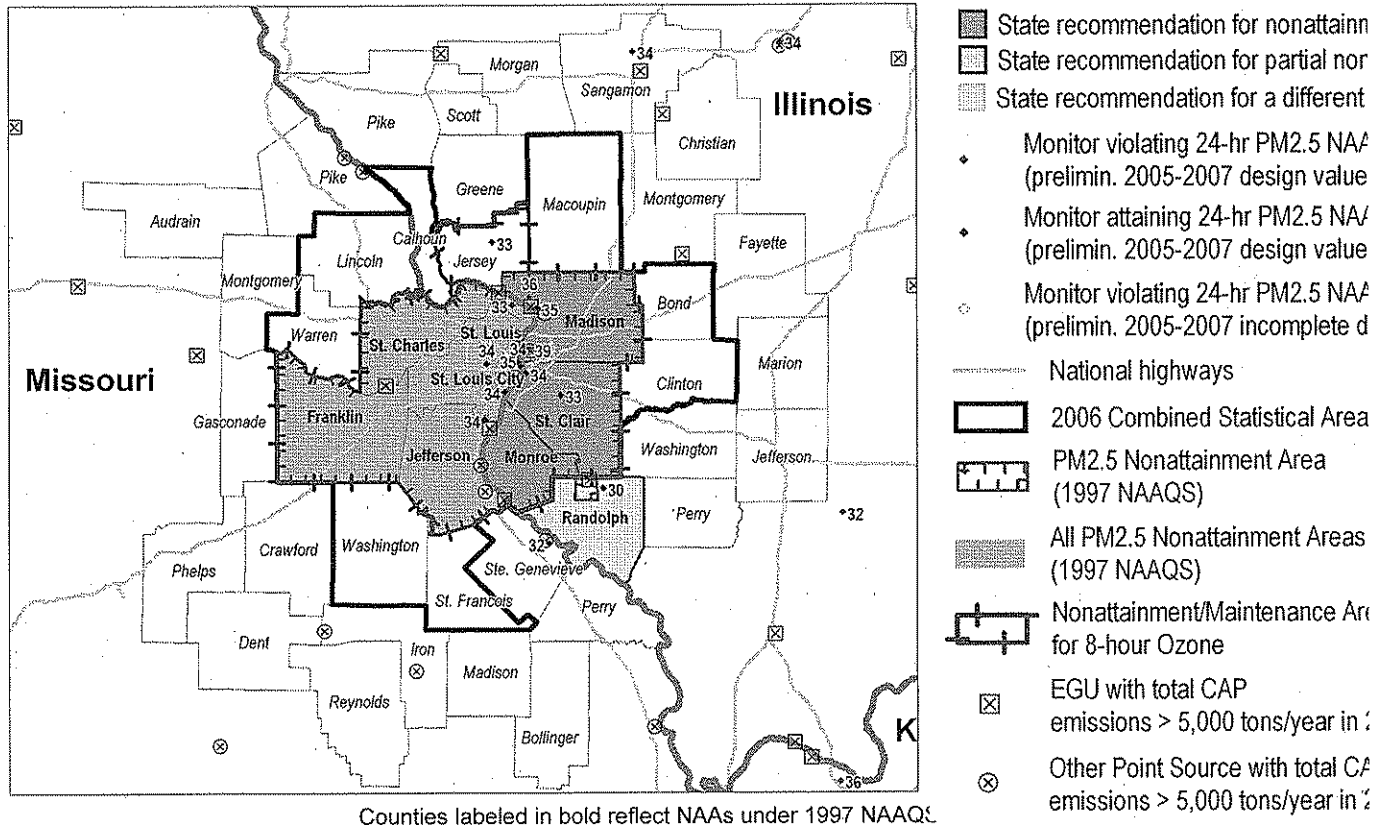 34
34
Morgan
Sangamon
Illinois
Scott
Pike
Christian
Pike
Greene
Macoupin
Montgomery
Audrain
Calhoun
33
Fayette
Lincoln
Jersey
Montgomery
36
Bond
33
35
Madison
Warren
St. Charles
St. Louis
Marion
34
34
39
35
Missouri
St. Louis City
34
Clinton
34
33
Gasconade
Franklin
34
St. Clair
Washington
Jefferson
Jefferson
Monroe
30
Randolph
Perry
32
Crawford
Washington
32
Phelps
Ste. Genevieve
St. Francois
Perry
Dent
Iron
Madison
Reynolds
Bollinger
K
36
Counties labeled in bold reflect NAAs under 1997 NAAQS
State recommendation for nonattainn
State recommendation for partial nor
State recommendation for a different
Monitor violating 24-hr PM2.5 NAA
(prelimin. 2005-2007 design value
Monitor attaining 24-hr PM2.5 NAA
(prelimin. 2005-2007 design value
Monitor violating 24-hr PM2.5 NAA
(prelimin. 2005-2007 incomplete d
National highways
2006 Combined Statistical Area
PM2.5 Nonattainment Area
(1997 NAAQS)
All PM2.5 Nonattainment Areas
(1997 NAAQS)
Nonattainment/Maintenance Are
for 8-hour Ozone
EGU with total CAP
emissions > 5,000 tons/year in 2
Other Point Source with total CA
emissions > 5,000 tons/year in 2